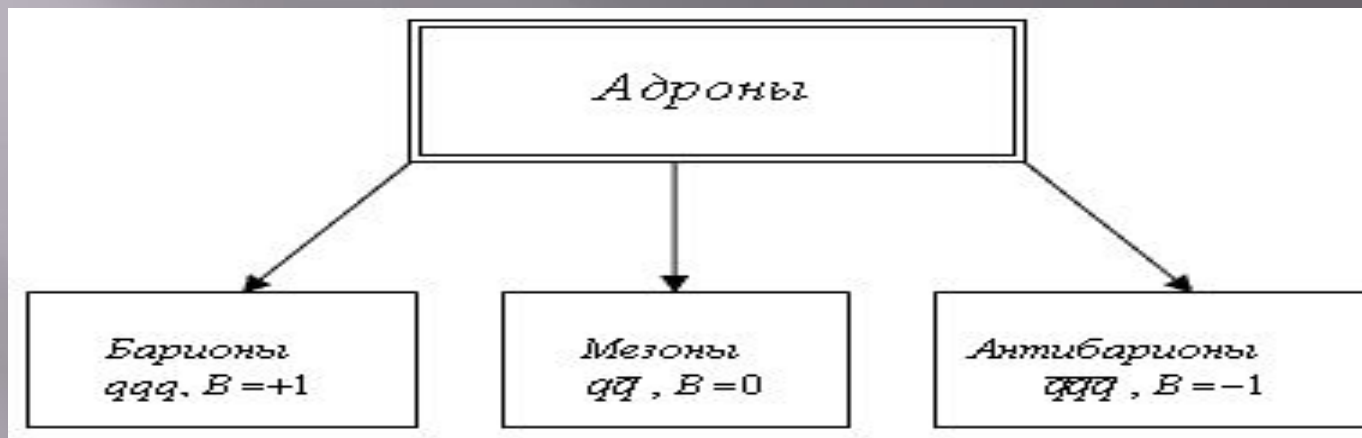 Адроны
Барионы
qqq, B=+1
Мезоны
qq̅ , B=0
Антибарионы
q̅q̅q̅ , B=−1